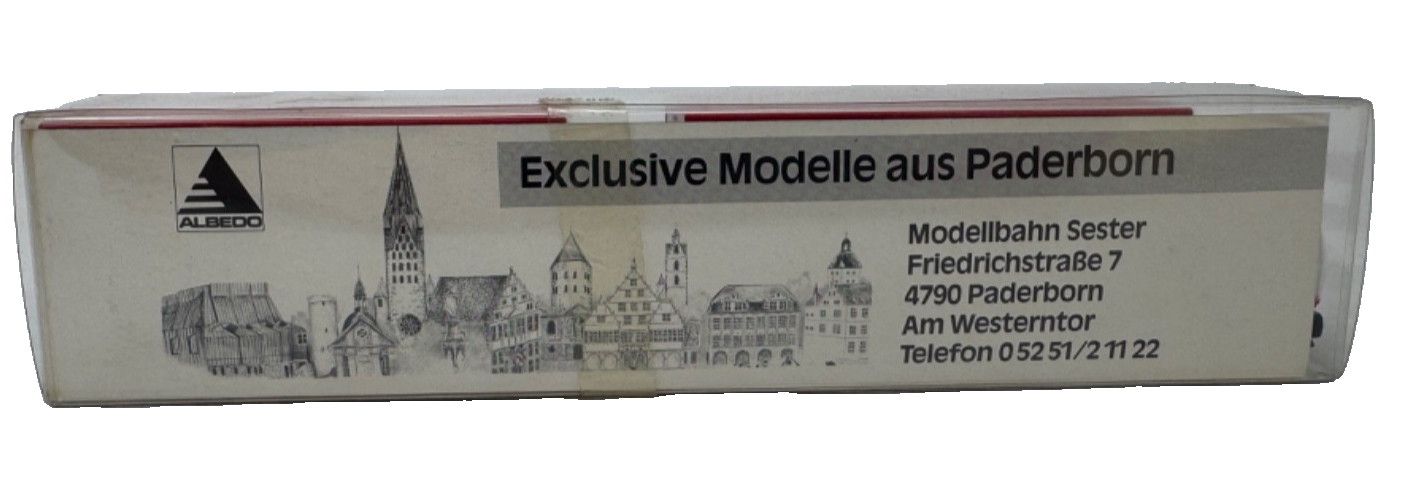 ALBEDO
Exclusive Modelle aus Paderborn
Modellbahn Sester
Friedrichstraße 7
4790 Paderborn
Am Westerntor
Telefon 0 52 51/2 11 22